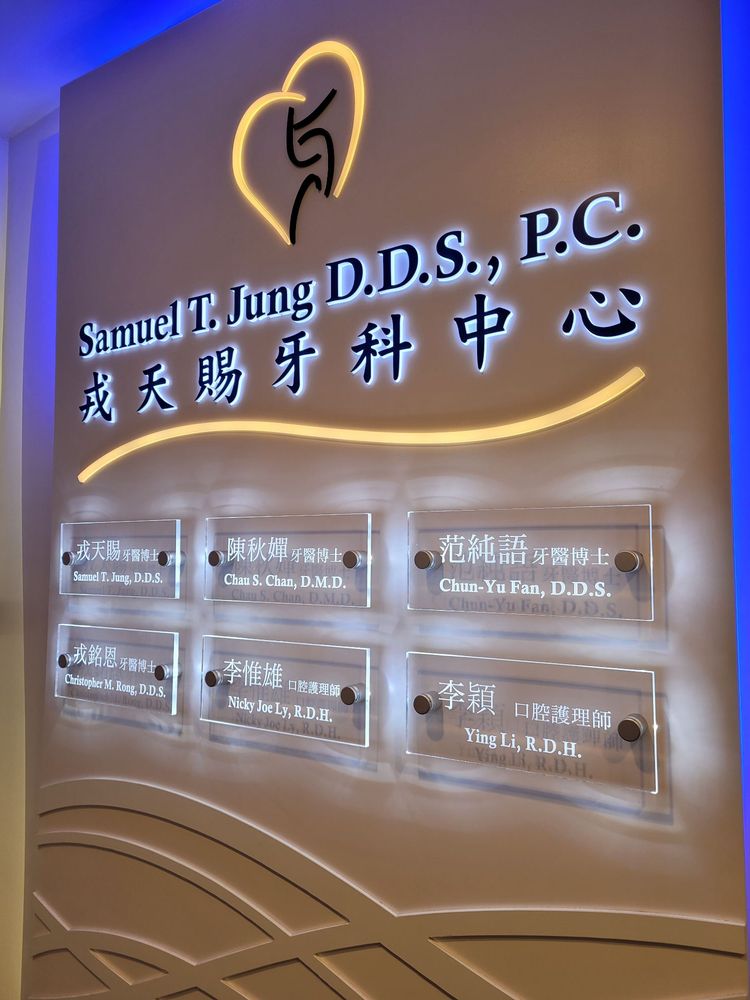 Samuel T. Jung D.D.S., P.C.
戎天賜牙科中心
戎天賜 牙醫博士
Samuel T. Jung, D.D.S.
陳秋嬋 牙醫博士
Chau S. Chan, D.M.D.
范純語 牙醫博士
Chun-Yu Fan, D.D.S.
戎銘恩 牙醫博士
Christopher M. Rong, D.D.S.
李惟雄 口腔護理師
Nicky Joe Ly, R.D.H.
李穎 口腔護理師
Ying Li, R.D.H.